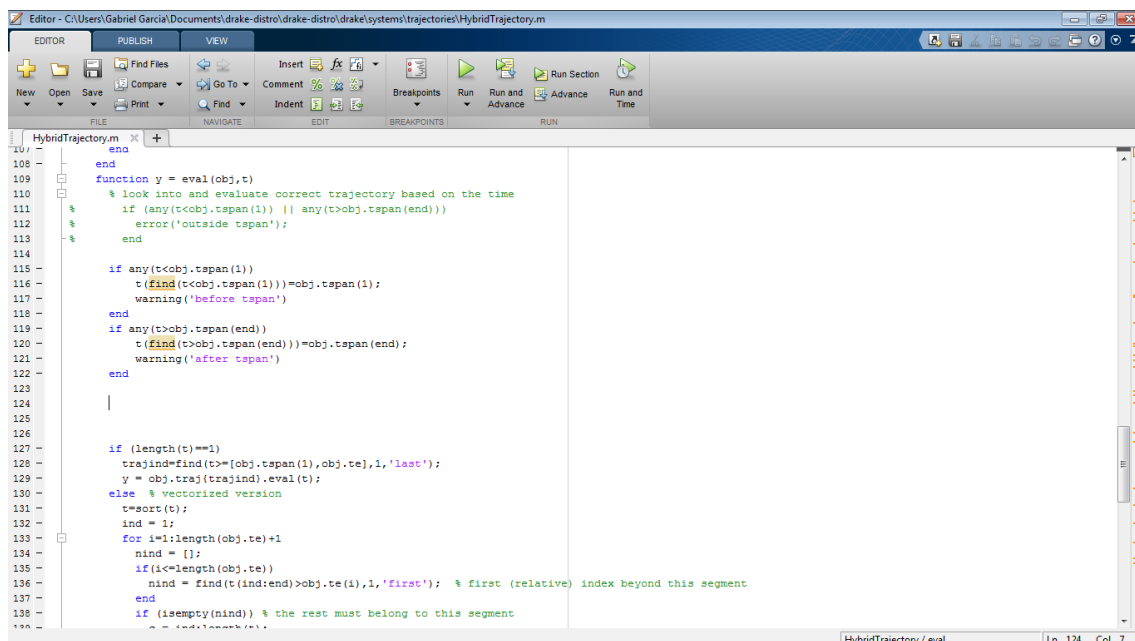 Editor - C:\Users\Gabriel Garcia\Documents\drake-distro\drake-distro\drake\systems\trajectories\HybridTrajectory.m
EDITOR PUBLISH VIEW
New Open Save Find Files Compare Print
Go To Find
Insert fx
Comment
Indent
Breakpoints
Run Run and Advance Run Section Advance Run and Time
FILE NAVIGATE EDIT BREAKPOINTS RUN
HybridTrajectory.m
107 – end
108 – end
109 function y = eval(obj,t)
110 % look into and evaluate correct trajectory based on the time
111 % if (any(t<obj.tspan(1)) || any(t>obj.tspan(end)))
112 % error('outside tspan');
113 % end
114
115 – if any(t<obj.tspan(1))
116 – t(find(t<obj.tspan(1)))=obj.tspan(1);
117 – warning('before tspan')
118 – end
119 – if any(t>obj.tspan(end))
120 – t(find(t>obj.tspan(end)))=obj.tspan(end);
121 – warning('after tspan')
122 – end
123
124
125
126
127 – if (length(t)==1)
128 – trajind=find(t>=[obj.tspan(1),obj.te],1,'last');
129 – y = obj.traj{trajind}.eval(t);
130 – else % vectorized version
131 – t=sort(t);
132 – ind = 1;
133 – for i=1:length(obj.te)+1
134 – nind = [];
135 – if(i<=length(obj.te))
136 – nind = find(t(ind:end)>obj.te(i),1,'first'); % first (relative) index beyond this segment
137 – end
138 – if (isempty(nind)) % the rest must belong to this segment
HybridTrajectory / eval Ln 124 Col 7